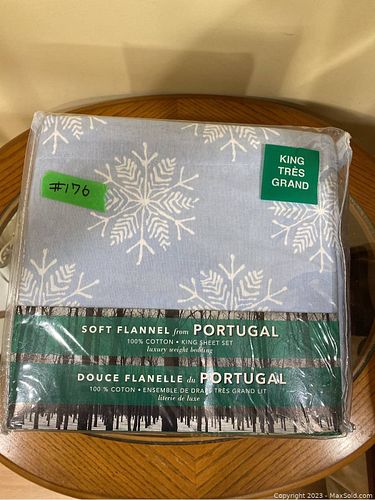 KING
TRÈS
GRAND
#176
SOFT FLANNEL from PORTUGAL
100% COTTON • KING SHEET SET
luxury weight bedding
DOUCE FLANELLE du PORTUGAL
100 % COTON • ENSEMBLE DE DRAPS TRÈS GRAND LIT
literie de luxe
Copyright 2023 - MaxSold.com